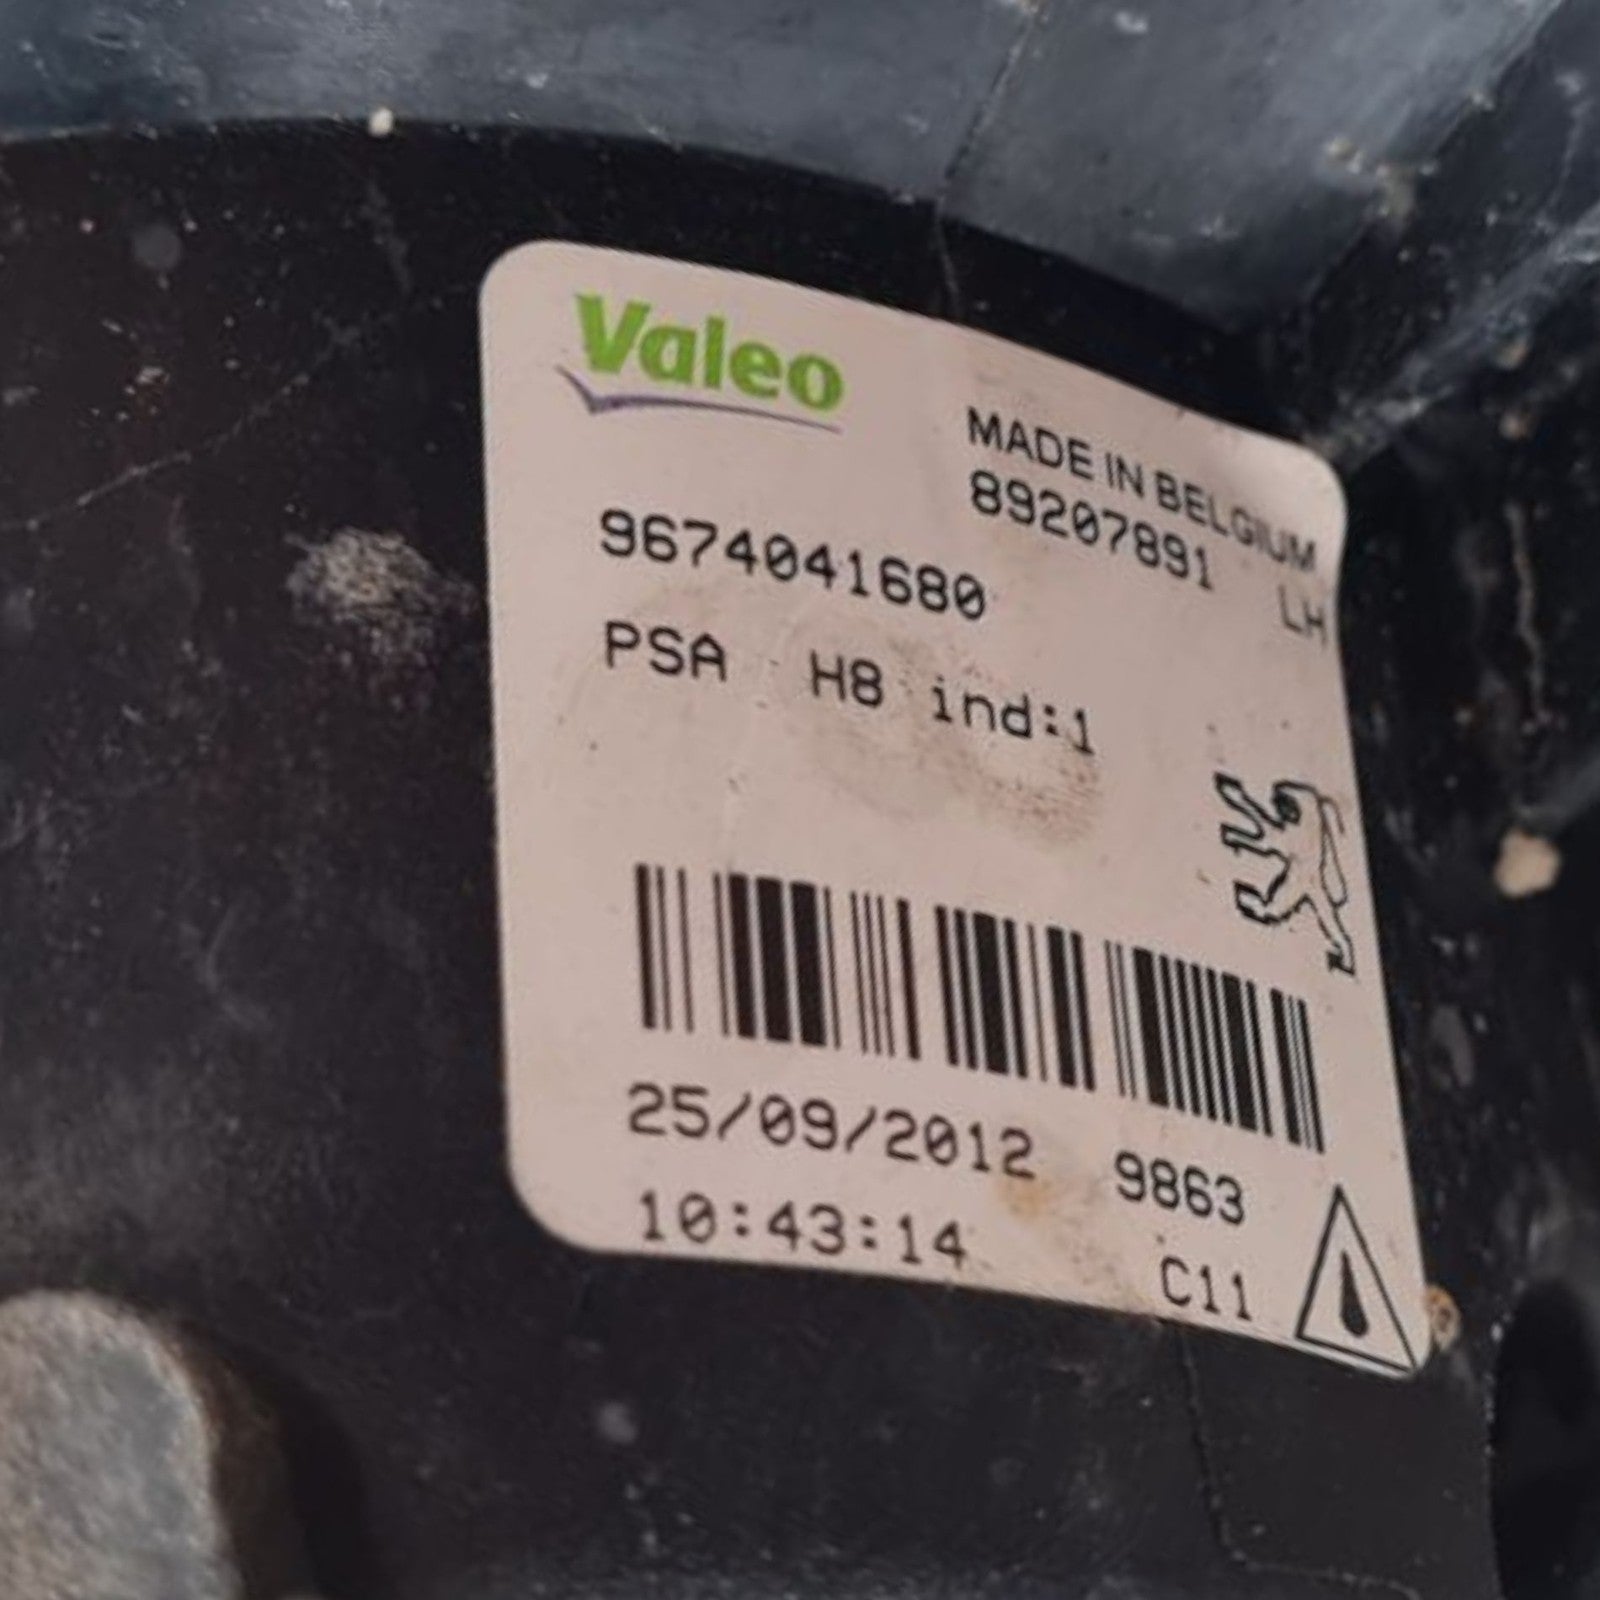 Valeo
MADE IN BELGIUM
89207891 LH
9674041680
PSA H8 ind:1
25/09/2012 9863
10:43:14 C11